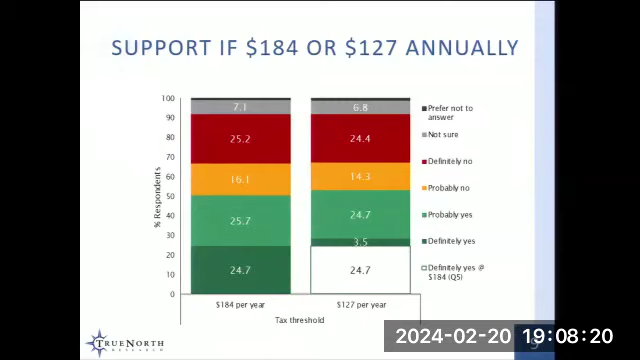 SUPPORT IF $184 OR $127 ANNUALLY
100
90
80
70
60
50
40
30
20
10
0
% Respondents
7.1
25.2
16.1
25.7
24.7
6.8
24.4
14.3
24.7
3.5
24.7
$184 per year
$127 per year
Tax threshold
Prefer not to
answer
Not sure
Definitely no
Probably no
Probably yes
Definitely yes
Definitely yes @
$184 (Q5)
TRUENORTH
RESEARCH
2024-02-20 19:08:20